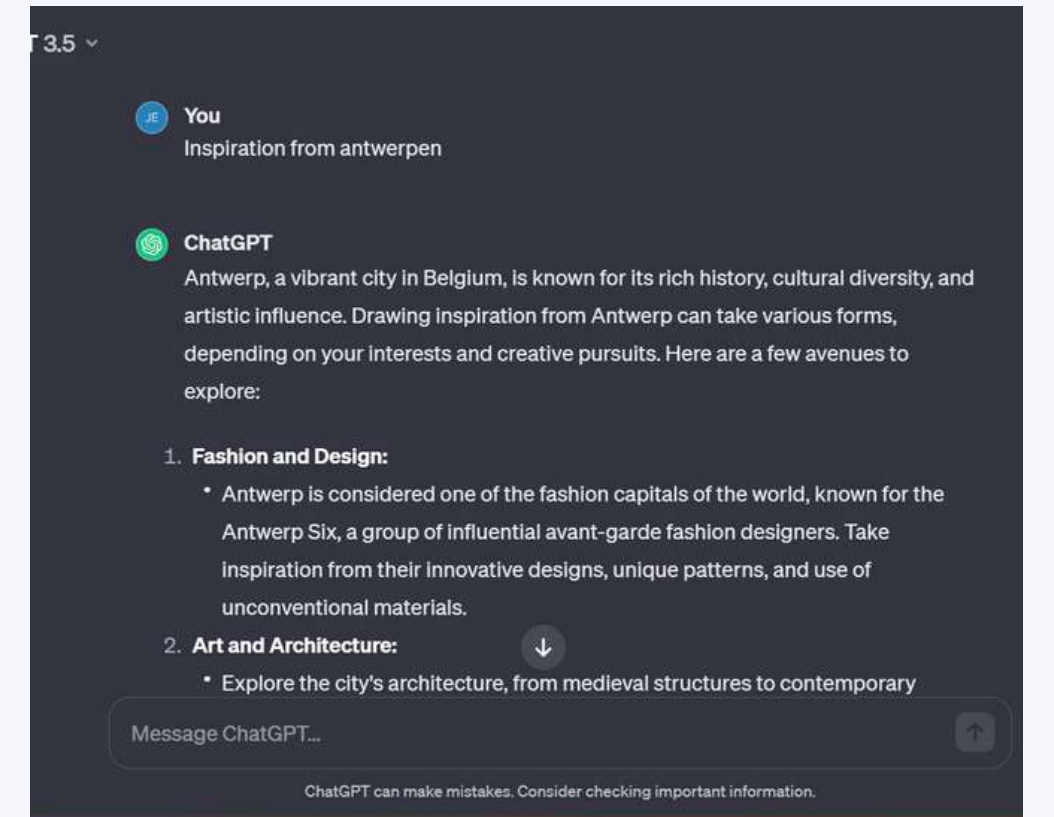 T 3.5
JE
You
Inspiration from antwerpen
ChatGPT
Antwerp, a vibrant city in Belgium, is known for its rich history, cultural diversity, and
artistic influence. Drawing inspiration from Antwerp can take various forms,
depending on your interests and creative pursuits. Here are a few avenues to
explore:
1. Fashion and Design:
• Antwerp is considered one of the fashion capitals of the world, known for the
Antwerp Six, a group of influential avant-garde fashion designers. Take
inspiration from their innovative designs, unique patterns, and use of
unconventional materials.
2. Art and Architecture:
• Explore the city's architecture, from medieval structures to contemporary
Message ChatGPT...
ChatGPT can make mistakes. Consider checking important information.